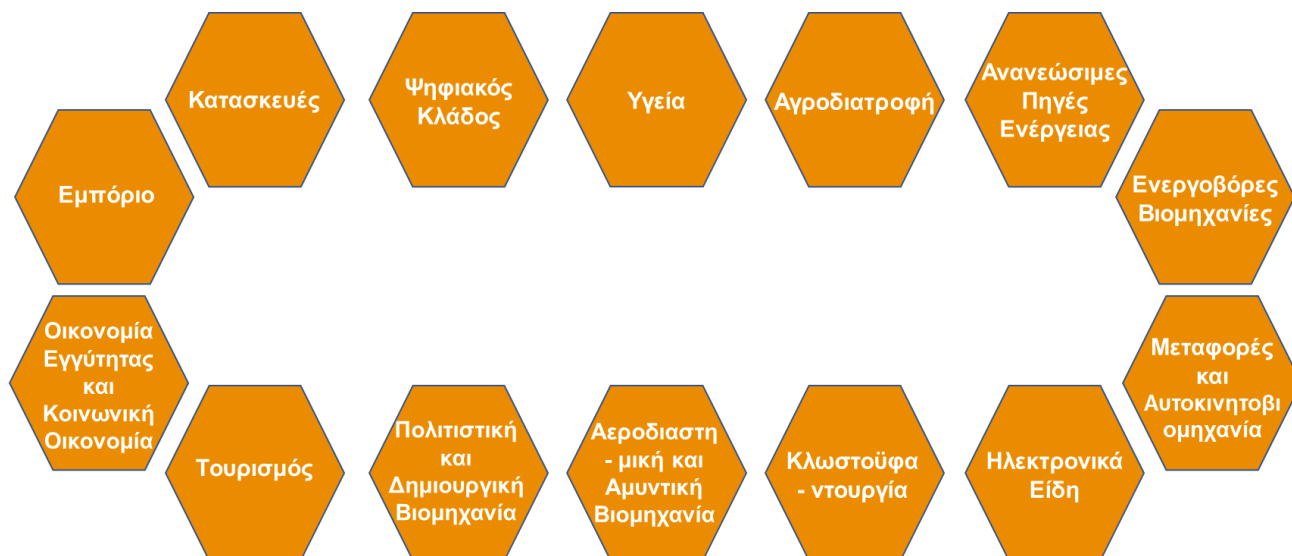 Κατασκευές
Ψηφιακός
Κλάδος
Υγεία
Αγροδιατροφή
Ανανεώσιμες
Πηγές
Ενέργειας
Εμπόριο
Ενεργοβόρες
Βιομηχανίες
Οικονομία
Εγγύτητας
και
Κοινωνική
Οικονομία
Μεταφορές
και
Αυτοκινητοβι
ομηχανία
Τουρισμός
Πολιτιστική
και
Δημιουργική
Βιομηχανία
Αεροδιαστη
- μική και
Αμυντική
Βιομηχανία
Κλωστοϋφα
- ντουργία
Ηλεκτρονικά
Είδη